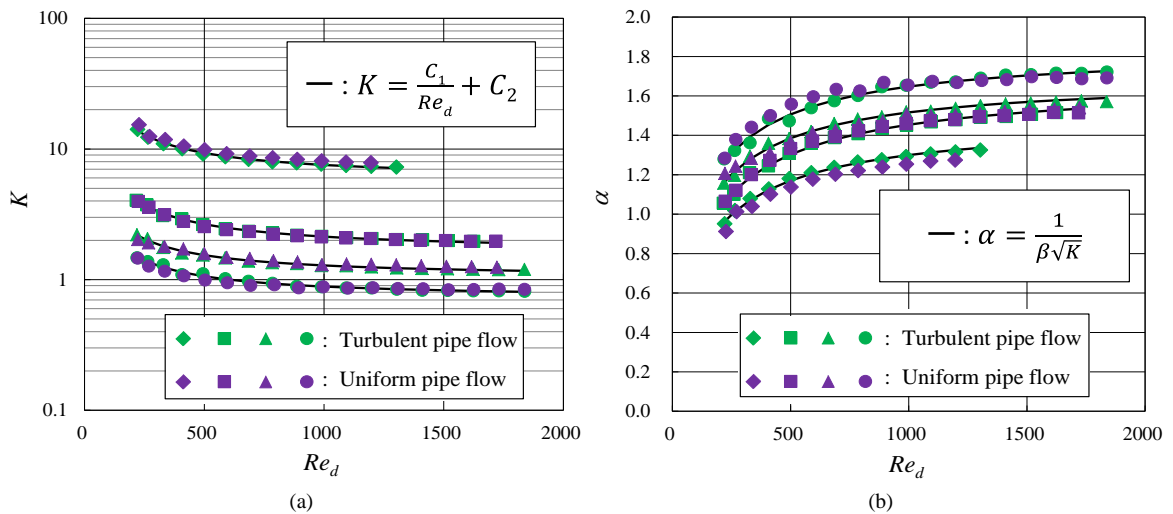 100
10
1
0.1
K
— : K = C₁/Re_d + C₂
: Turbulent pipe flow
: Uniform pipe flow
0 500 1000 1500 2000
Re_d
(a)
2.0
1.8
1.6
1.4
1.2
1.0
0.8
0.6
0.4
0.2
0.0
α
— : α = 1/(β√K)
: Turbulent pipe flow
: Uniform pipe flow
0 500 1000 1500 2000
Re_d
(b)